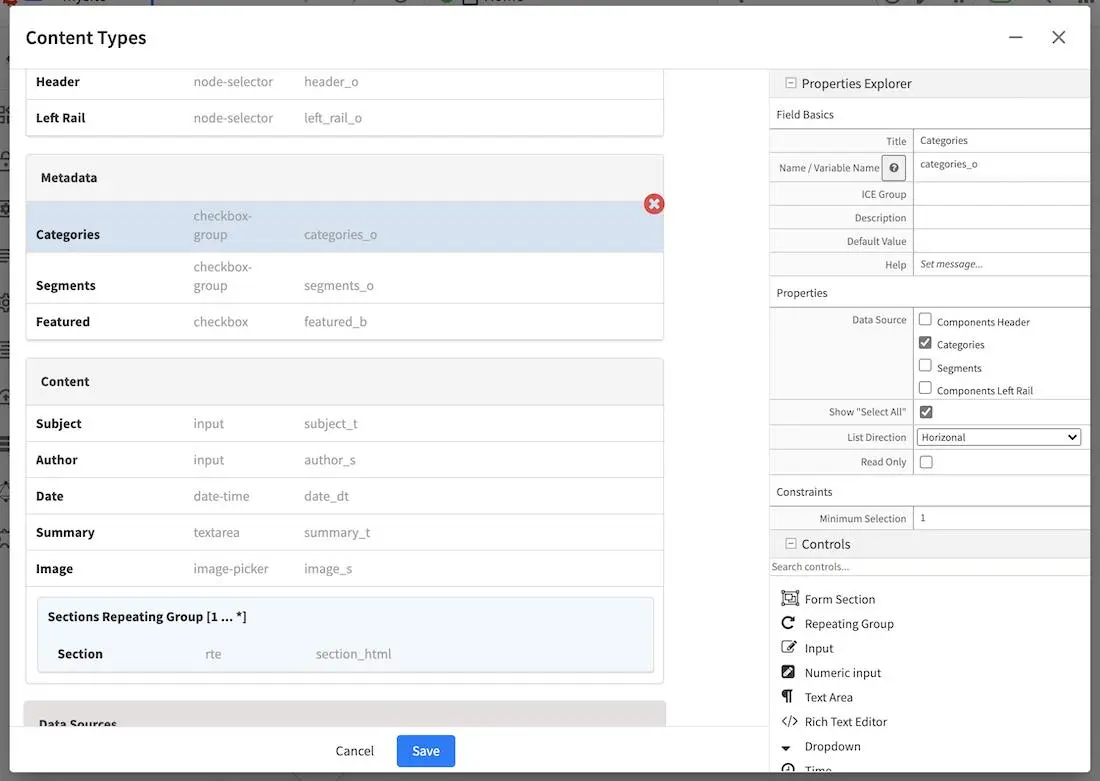 Content Types
Header node-selector header_o
Left Rail node-selector left_rail_o
Metadata
checkbox-
Categories group categories_o
checkbox-
Segments group segments_o
Featured checkbox featured_b
Content
Subject input subject_t
Author input author_s
Date date-time date_dt
Summary textarea summary_t
Image image-picker image_s
Sections Repeating Group [1 ... *]
Section rte section_html
Data Sources
Cancel Save
Properties Explorer
Field Basics
Title Categories
Name / Variable Name categories_o
ICE Group
Description
Default Value
Help Set message...
Properties
Data Source Components Header
Categories
Segments
Components Left Rail
Show "Select All"
List Direction Horizonal
Read Only
Constraints
Minimum Selection 1
Controls
Search controls...
Form Section
Repeating Group
Input
Numeric input
Text Area
Rich Text Editor
Dropdown
Time